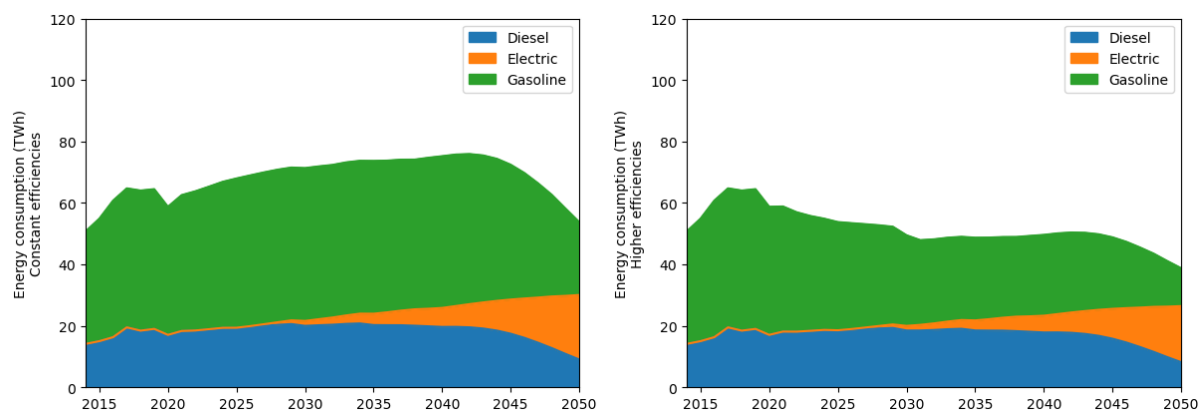 Energy consumption (TWh)
Constant efficiencies
120
100
80
60
40
20
0
2015 2020 2025 2030 2035 2040 2045 2050
Diesel
Electric
Gasoline
Energy consumption (TWh)
Higher efficiencies
120
100
80
60
40
20
0
2015 2020 2025 2030 2035 2040 2045 2050
Diesel
Electric
Gasoline